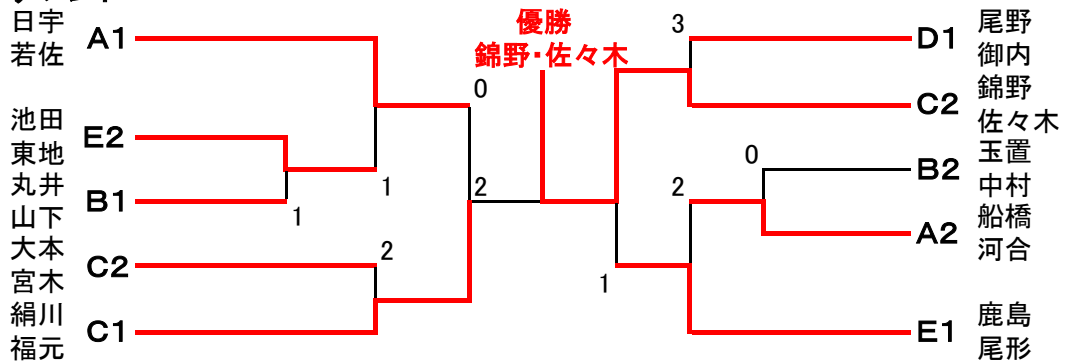 日宇
若佐
A1
池田
東地
E2
丸井
山下
B1
大本
宮木
C2
絹川
福元
C1
1
1
2
0
2
優勝
錦野・佐々木
3
0
2
1
D1
尾野
御内
C2
錦野
佐々木
B2
玉置
中村
A2
船橋
河合
E1
鹿島
尾形